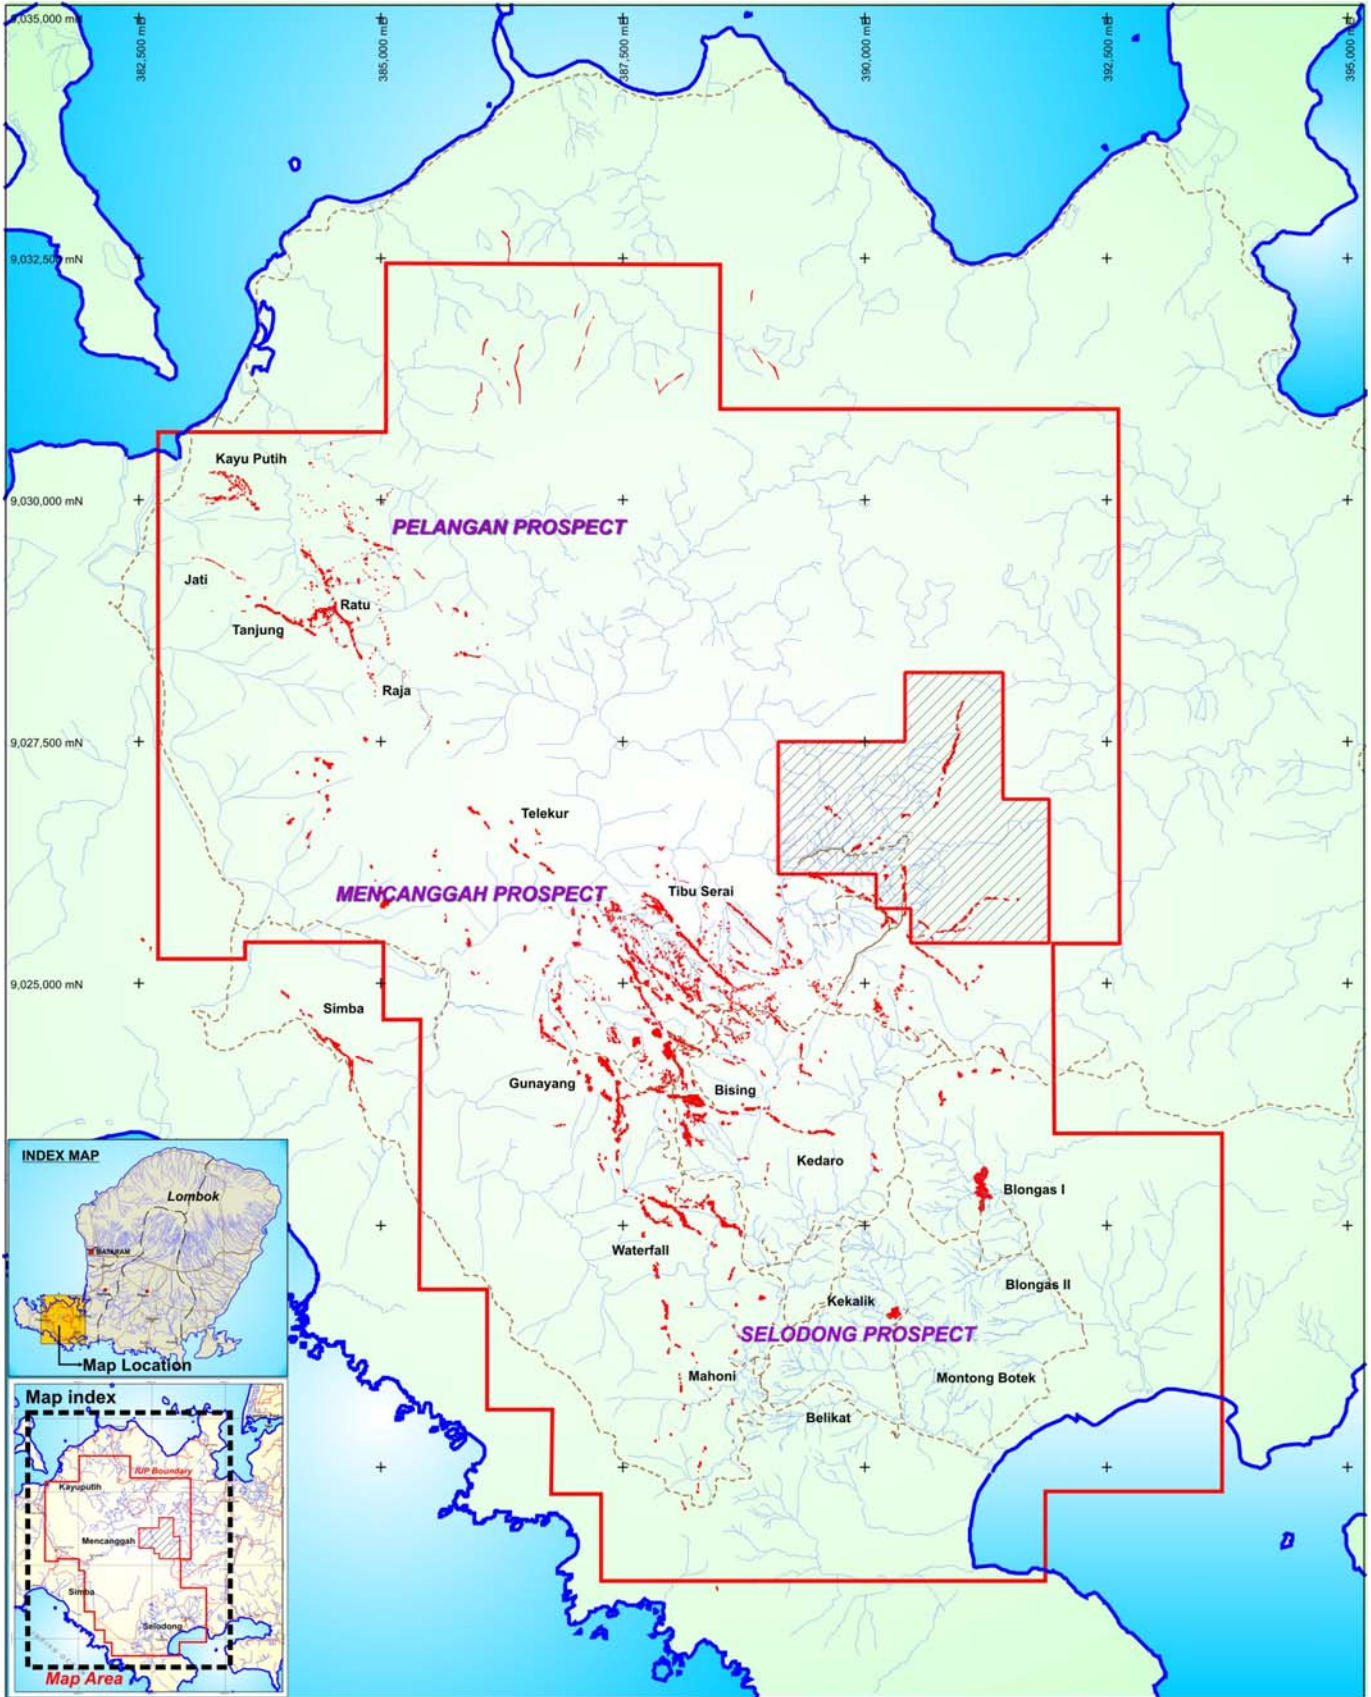 9,035,000 mN
382,500 mE
385,000 mE
387,500 mE
390,000 mE
392,500 mE
395,000 mE
9,032,500 mN
Kayu Putih
9,030,000 mN
PELANGAN PROSPECT
Jati
Ratu
Tanjung
Raja
9,027,500 mN
Telekur
MENCANGGAH PROSPECT
Tibu Serai
9,025,000 mN
Simba
Gunayang
Bising
Kedaro
Blongas I
Waterfall
Blongas II
Kekalik
SELODONG PROSPECT
Mahoni
Montong Botek
Belikat
INDEX MAP
Lombok
MATARAM
Map Location
Map index
IUP Boundary
Kayuputih
Mencanggah
Simba
Selodong
Map Area